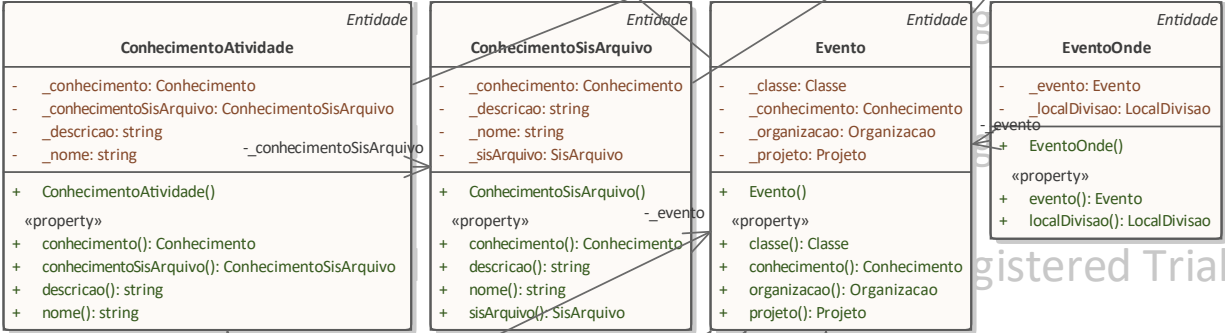 Entidade
ConhecimentoAtividade
- _conhecimento: Conhecimento
- _conhecimentoSisArquivo: ConhecimentoSisArquivo
- _descricao: string
- _nome: string
+ ConhecimentoAtividade()
«property»
+ conhecimento(): Conhecimento
+ conhecimentoSisArquivo(): ConhecimentoSisArquivo
+ descricao(): string
+ nome(): string
-_conhecimentoSisArquivo
Entidade
ConhecimentoSisArquivo
- _conhecimento: Conhecimento
- _descricao: string
- _nome: string
- _sisArquivo: SisArquivo
+ ConhecimentoSisArquivo()
«property»
+ conhecimento(): Conhecimento
+ descricao(): string
+ nome(): string
+ sisArquivo(): SisArquivo
-_evento
Entidade
Evento
- _classe: Classe
- _conhecimento: Conhecimento
- _organizacao: Organizacao
- _projeto: Projeto
+ Evento()
«property»
+ classe(): Classe
+ conhecimento(): Conhecimento
+ organizacao(): Organizacao
+ projeto(): Projeto
Entidade
EventoOnde
- _evento: Evento
- _localDivisao: LocalDivisao
-_evento
+ EventoOnde()
«property»
+ evento(): Evento
+ localDivisao(): LocalDivisao
gistered Trial